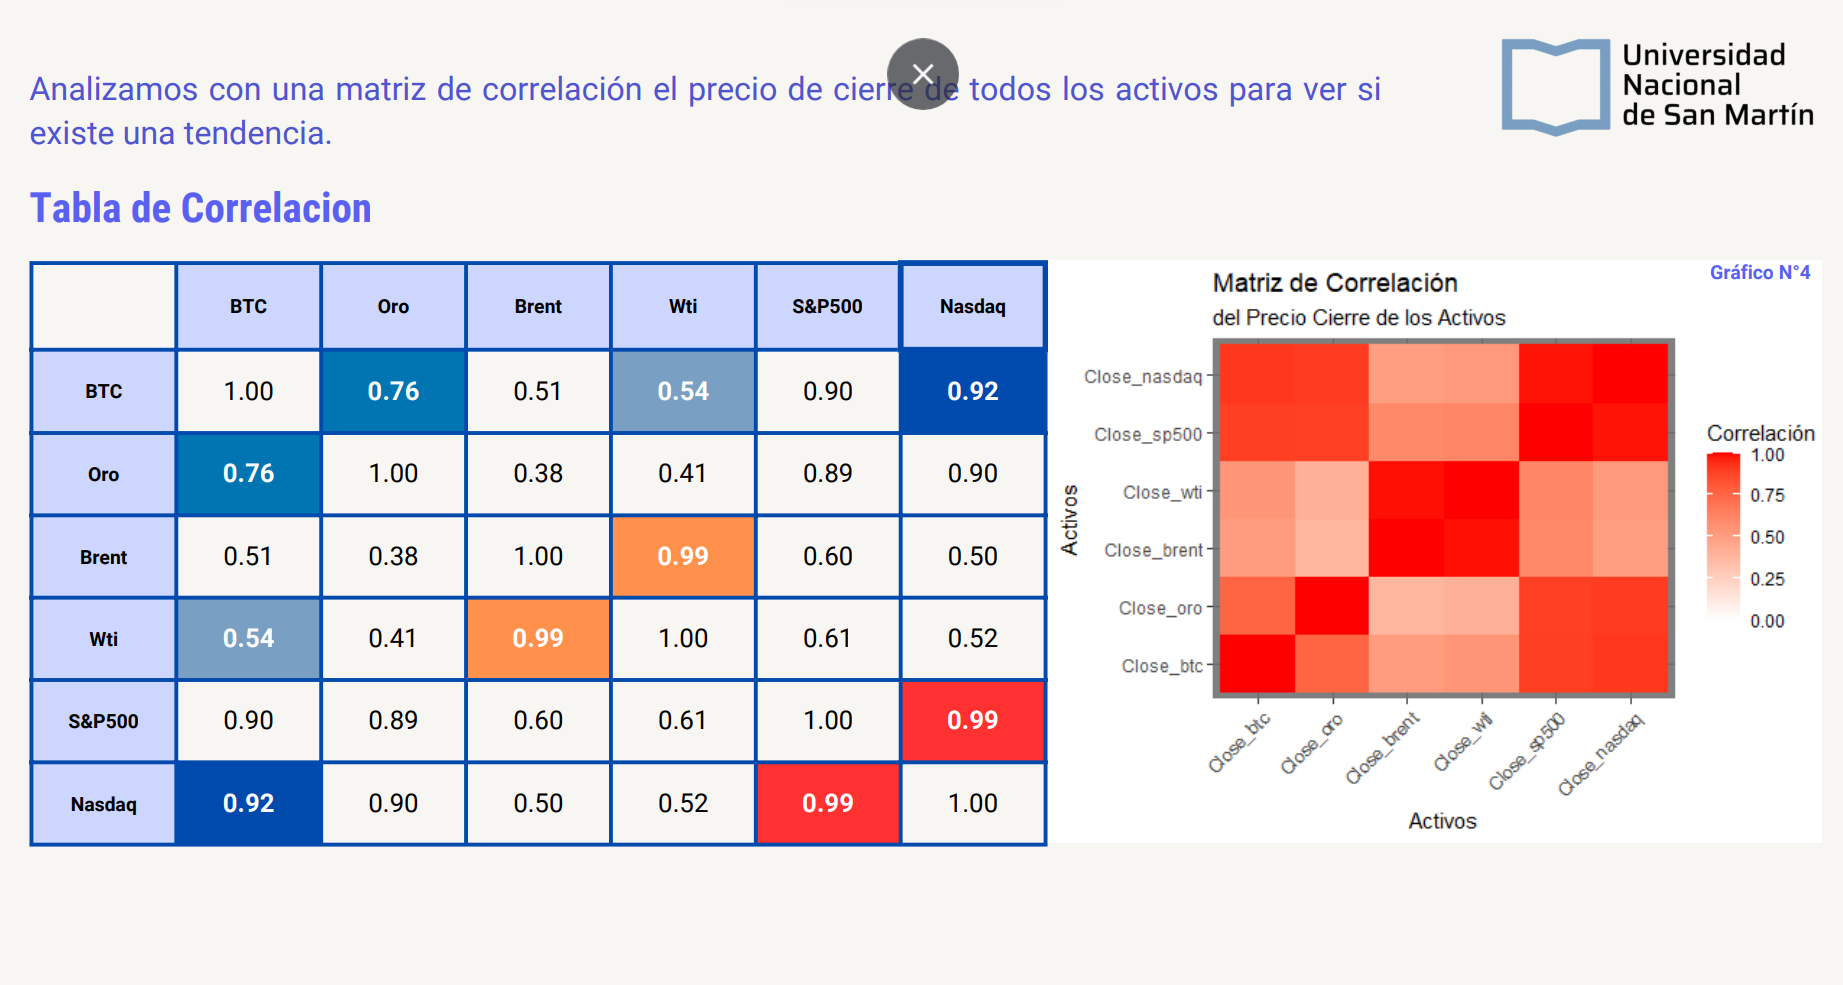 Analizamos con una matriz de correlación el precio de cierre de todos los activos para ver si
existe una tendencia.
Universidad
Nacional
de San Martín
Tabla de Correlacion
BTC Oro Brent Wti S&P500 Nasdaq
BTC 1.00 0.76 0.51 0.54 0.90 0.92
Oro 0.76 1.00 0.38 0.41 0.89 0.90
Brent 0.51 0.38 1.00 0.99 0.60 0.50
Wti 0.54 0.41 0.99 1.00 0.61 0.52
S&P500 0.90 0.89 0.60 0.61 1.00 0.99
Nasdaq 0.92 0.90 0.50 0.52 0.99 1.00
Gráfico N°4
Matriz de Correlación
del Precio Cierre de los Activos
Activos
Close_nasdaq
Close_sp500
Close_wti
Close_brent
Close_oro
Close_btc
Close_btc Close_oro Close_brent Close_wti Close_sp500 Close_nasdaq
Activos
Correlación
1.00
0.75
0.50
0.25
0.00